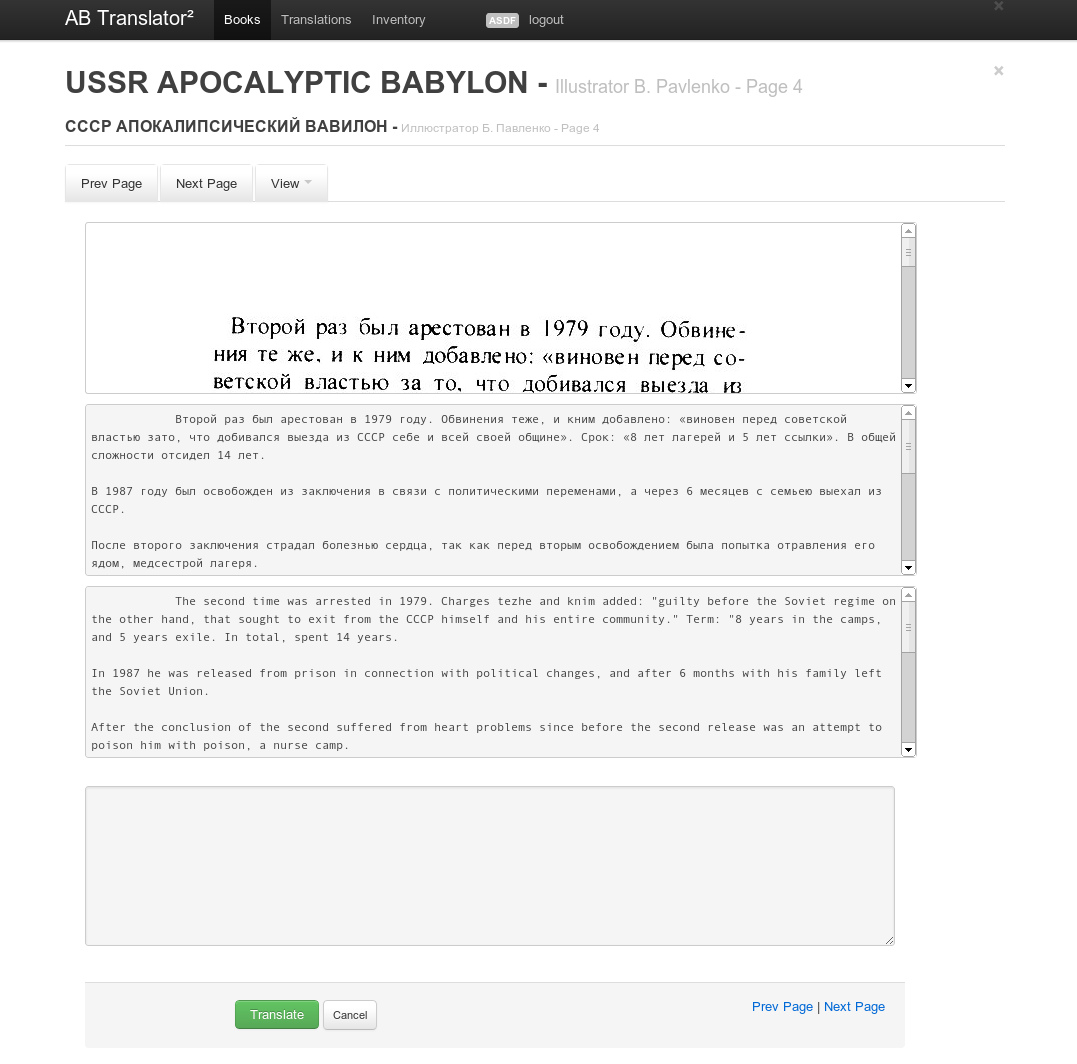 AB Translator² Books Translations Inventory ASDF logout ×
USSR APOCALYPTIC BABYLON - Illustrator B. Pavlenko - Page 4 ×
СССР АПОКАЛИПСИЧЕСКИЙ ВАВИЛОН - Иллюстратор Б. Павленко - Page 4
Prev Page Next Page View
Второй раз был арестован в 1979 году. Обвине-
ния те же, и к ним добавлено: «виновен перед со-
ветской властью за то, что добивался выезда из
Второй раз был арестован в 1979 году. Обвинения теже, и кним добавлено: «виновен перед советской
властью зато, что добивался выезда из СССР себе и всей своей общине». Срок: «8 лет лагерей и 5 лет ссылки». В общей
сложности отсидел 14 лет.
В 1987 году был освобожден из заключения в связи с политическими переменами, а через 6 месяцев с семьею выехал из
СССР.
После второго заключения страдал болезнью сердца, так как перед вторым освобождением была попытка отравления его
ядом, медсестрой лагеря.
The second time was arrested in 1979. Charges tezhe and knim added: "guilty before the Soviet regime on
the other hand, that sought to exit from the СССР himself and his entire community." Term: "8 years in the camps,
and 5 years exile. In total, spent 14 years.
In 1987 he was released from prison in connection with political changes, and after 6 months with his family left
the Soviet Union.
After the conclusion of the second suffered from heart problems since before the second release was an attempt to
poison him with poison, a nurse camp.
Translate Cancel Prev Page | Next Page